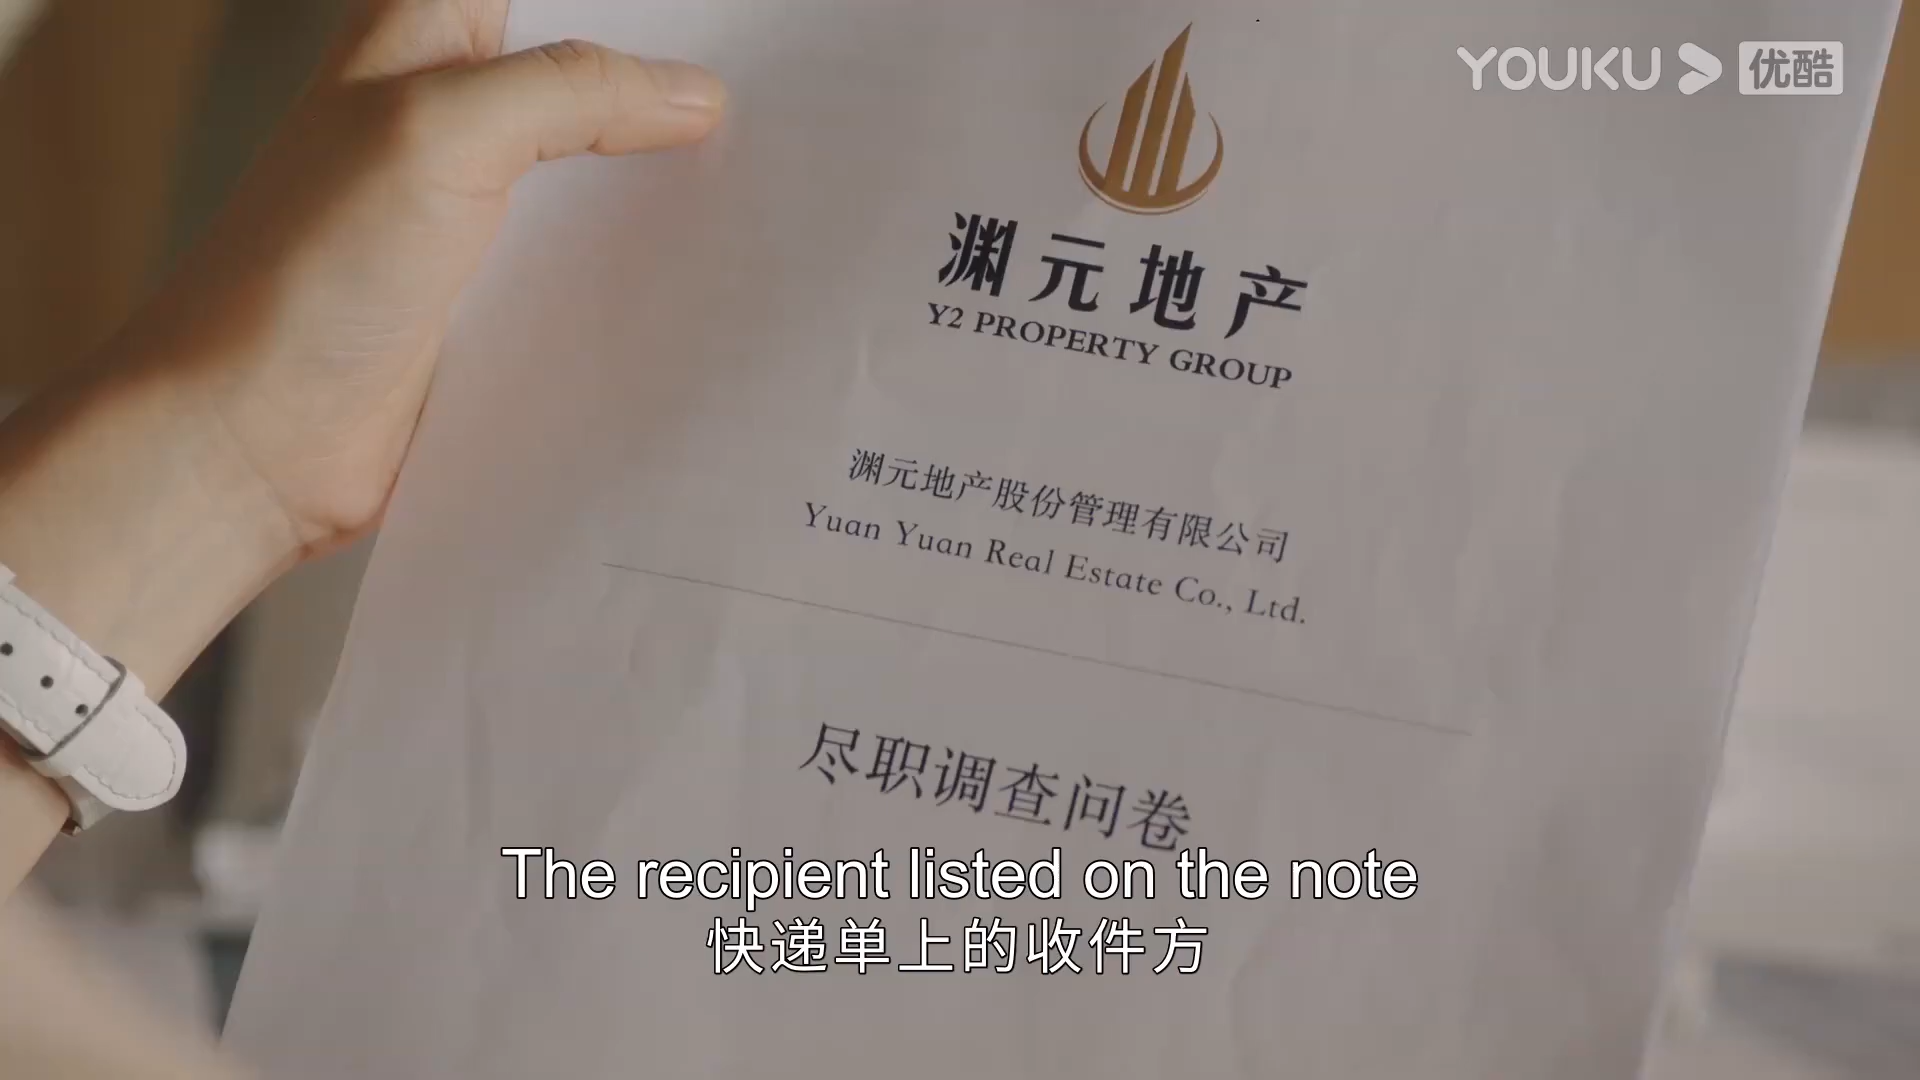 YOUKU 优酷
渊元地产
Y2 PROPERTY GROUP
渊元地产股份管理有限公司
Yuan Yuan Real Estate Co., Ltd.
尽职调查问卷
The recipient listed on the note
快递单上的收件方